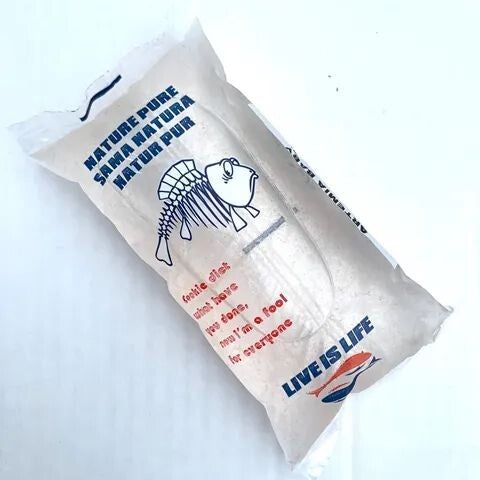 NATURE PURE
SAMA NATURA
NATUR PUR
Cookie diet
what have
you done,
now I'm a fool
for everyone
LIVE IS LIFE